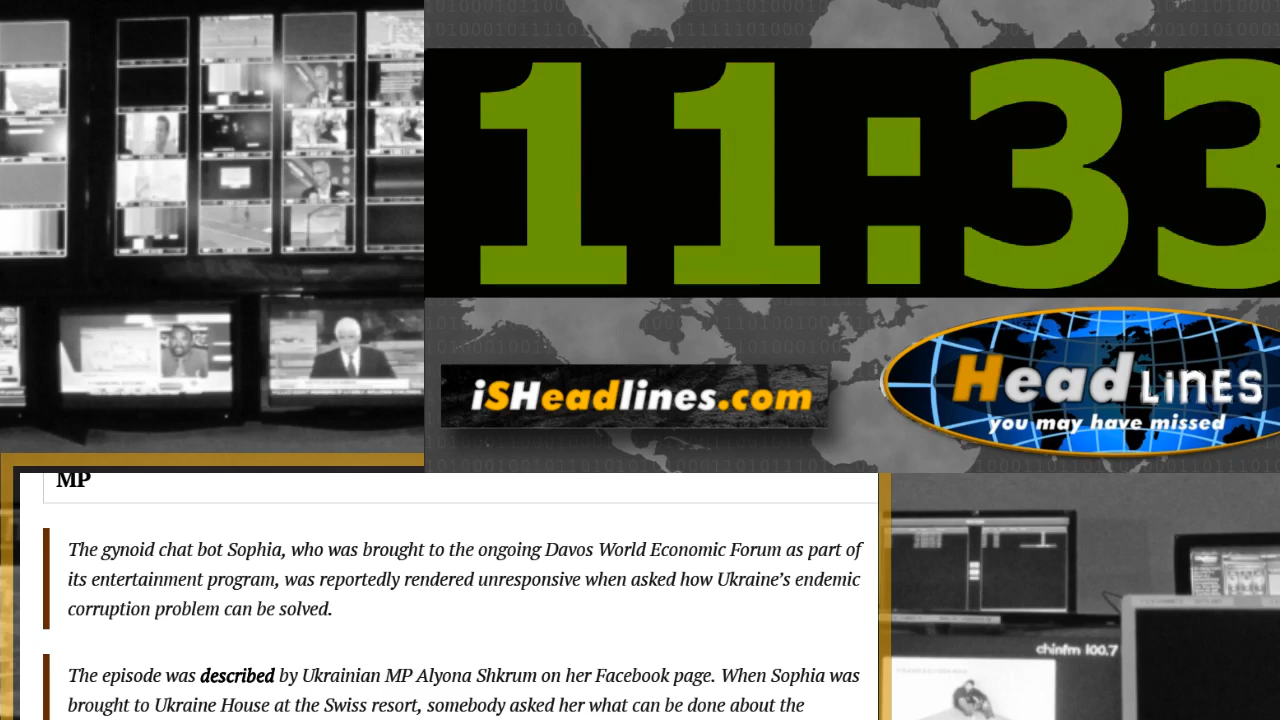 11:33
iSHeadlines.com
HeadLINES
you may have missed
MP
The gynoid chat bot Sophia, who was brought to the ongoing Davos World Economic Forum as part of
its entertainment program, was reportedly rendered unresponsive when asked how Ukraine's endemic
corruption problem can be solved.
The episode was described by Ukrainian MP Alyona Shkrum on her Facebook page. When Sophia was
brought to Ukraine House at the Swiss resort, somebody asked her what can be done about the
chinfm 100.7